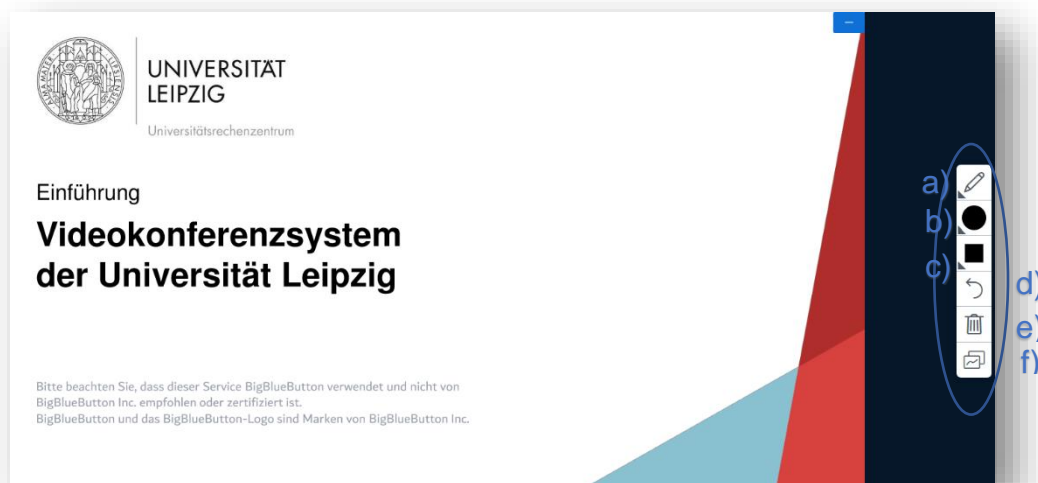 UNIVERSITÄT
LEIPZIG
Universitätsrechenzentrum
Einführung
Videokonferenzsystem
der Universität Leipzig
Bitte beachten Sie, dass dieser Service BigBlueButton verwendet und nicht von
BigBlueButton Inc. empfohlen oder zertifiziert ist.
BigBlueButton und das BigBlueButton-Logo sind Marken von BigBlueButton Inc.
a)
b)
c)
d)
e)
f)